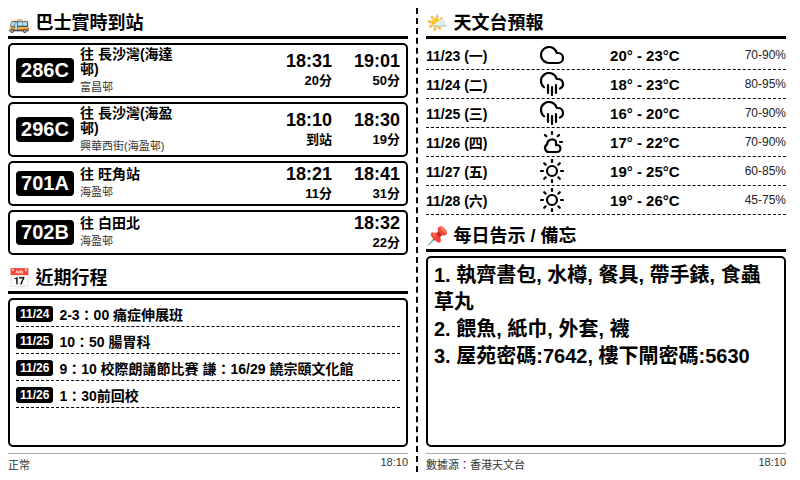 🚌 巴士實時到站
286C
往 長沙灣(海達
邨)
富昌邨
18:31
20分
19:01
50分
296C
往 長沙灣(海盈
邨)
興華西街(海盈邨)
18:10
到站
18:30
19分
701A
往 旺角站
海盈邨
18:21
11分
18:41
31分
702B
往 白田北
海盈邨
18:32
22分
📅 近期行程
11/24 2-3：00 痛症伸展班
11/25 10：50 腸胃科
11/26 9：10 校際朗誦節比賽 謙：16/29 饒宗頤文化館
11/26 1：30前回校
正常 18:10
🌤️ 天文台預報
11/23 (一) 20° - 23°C 70-90%
11/24 (二) 18° - 23°C 80-95%
11/25 (三) 16° - 20°C 70-90%
11/26 (四) 17° - 22°C 70-90%
11/27 (五) 19° - 25°C 60-85%
11/28 (六) 19° - 26°C 45-75%
📌 每日告示 / 備忘
1. 執齊書包, 水樽, 餐具, 帶手錶, 食蟲
草丸
2. 餵魚, 紙巾, 外套, 襪
3. 屋苑密碼:7642, 樓下閘密碼:5630
數據源：香港天文台 18:10